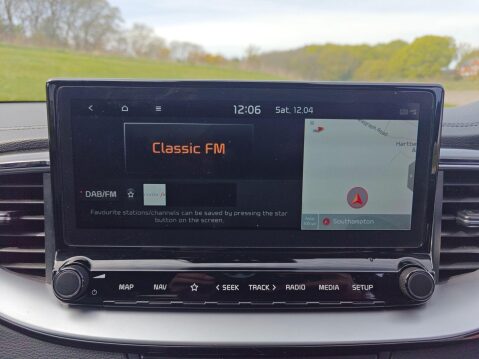 12:06 Sat, 12.04
Classic FM
DAB/FM
Favourite stations/channels can be saved by pressing the star
button on the screen.
Southampton
MAP NAV ☆ < SEEK TRACK > RADIO MEDIA SETUP